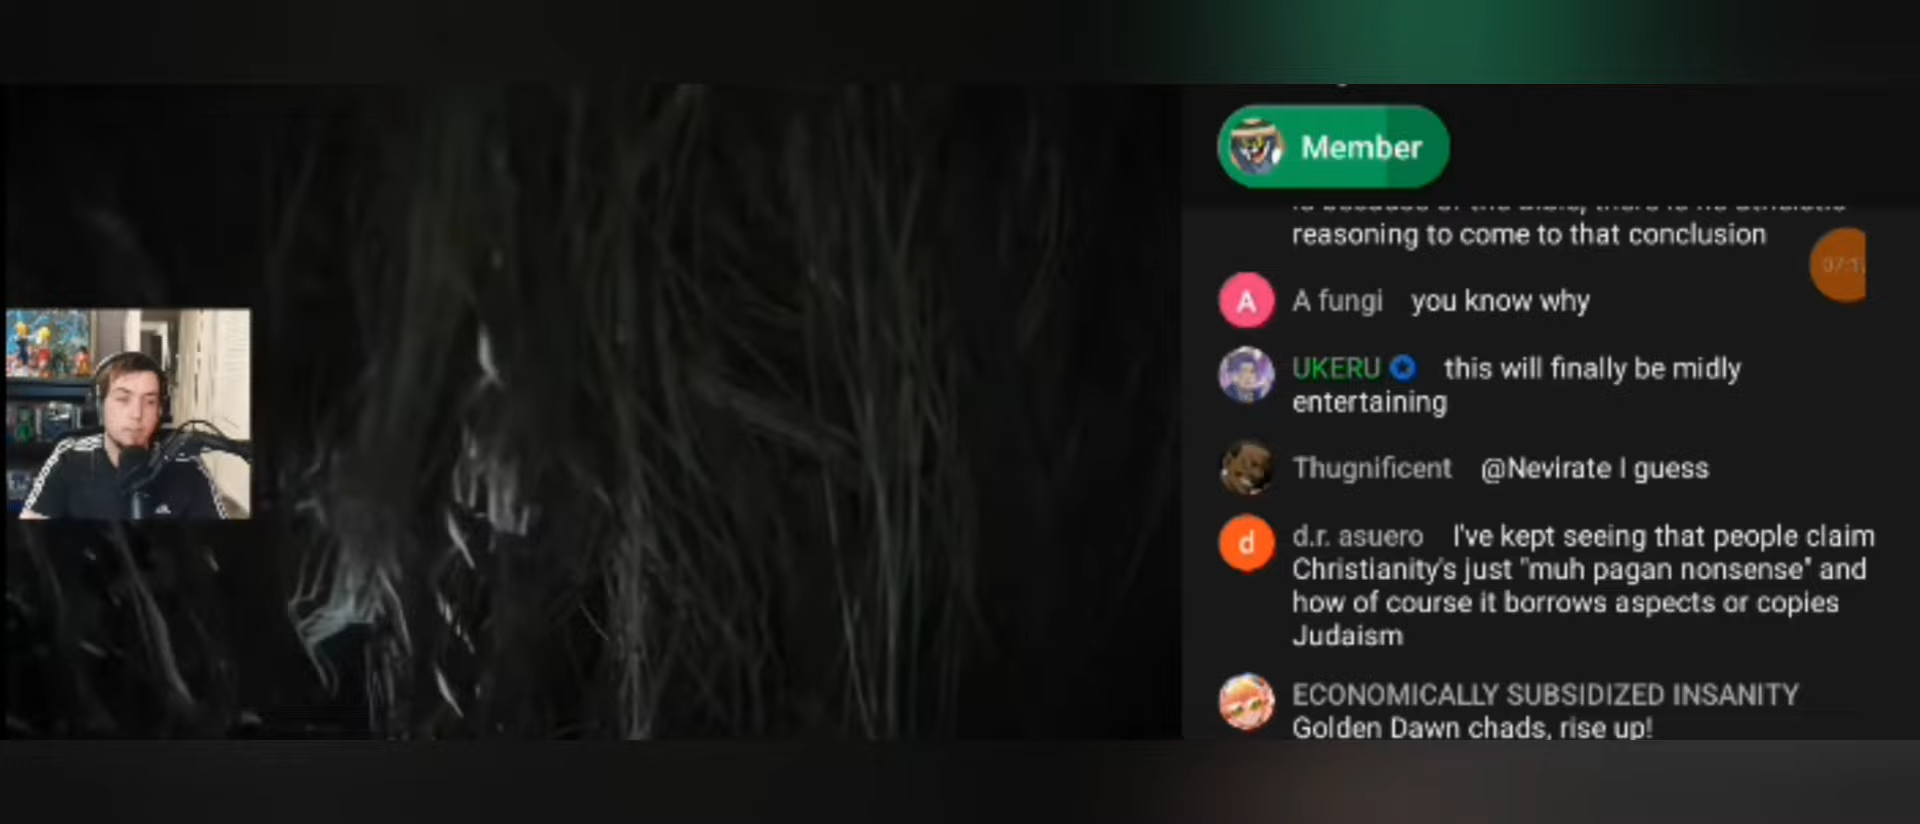 Member
reasoning to come to that conclusion
A fungi you know why
UKERU this will finally be midly
entertaining
Thugnificent @Nevirate I guess
d.r. asuero I've kept seeing that people claim
Christianity's just "muh pagan nonsense" and
how of course it borrows aspects or copies
Judaism
ECONOMICALLY SUBSIDIZED INSANITY
Golden Dawn chads, rise up!